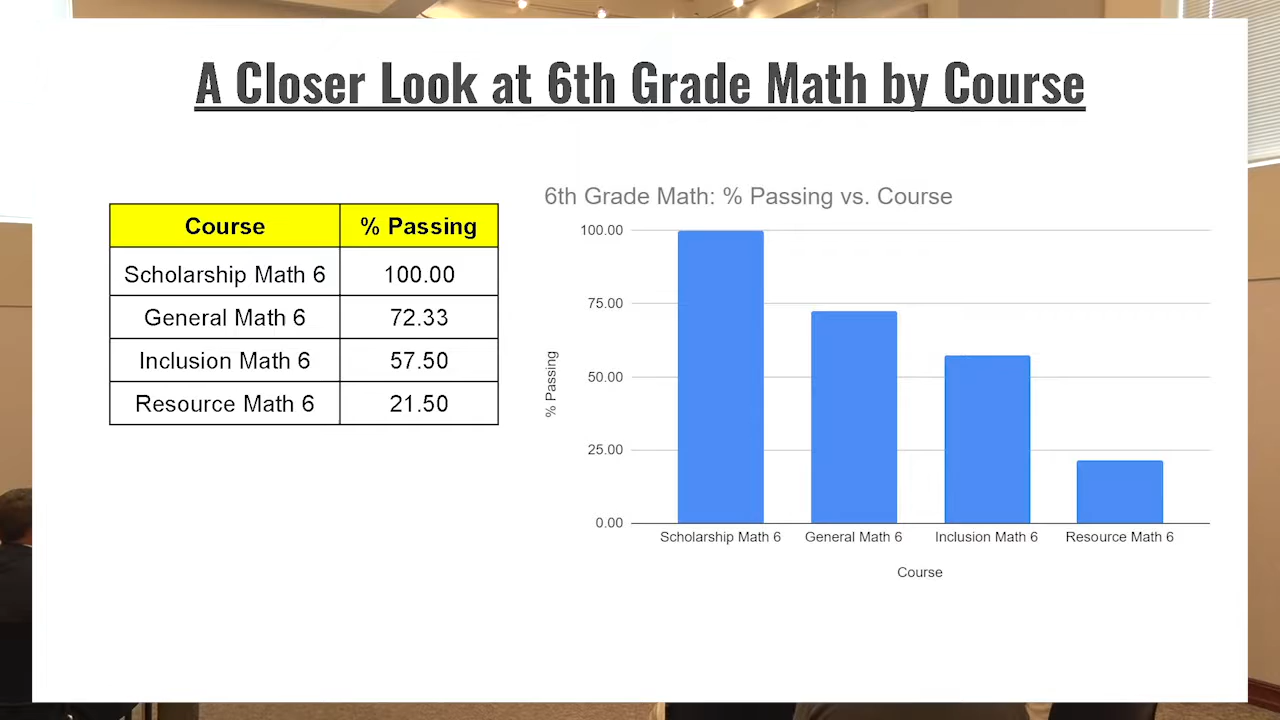 A Closer Look at 6th Grade Math by Course
Course % Passing
Scholarship Math 6 100.00
General Math 6 72.33
Inclusion Math 6 57.50
Resource Math 6 21.50
6th Grade Math: % Passing vs. Course
100.00
75.00
50.00
25.00
0.00
% Passing
Scholarship Math 6 General Math 6 Inclusion Math 6 Resource Math 6
Course